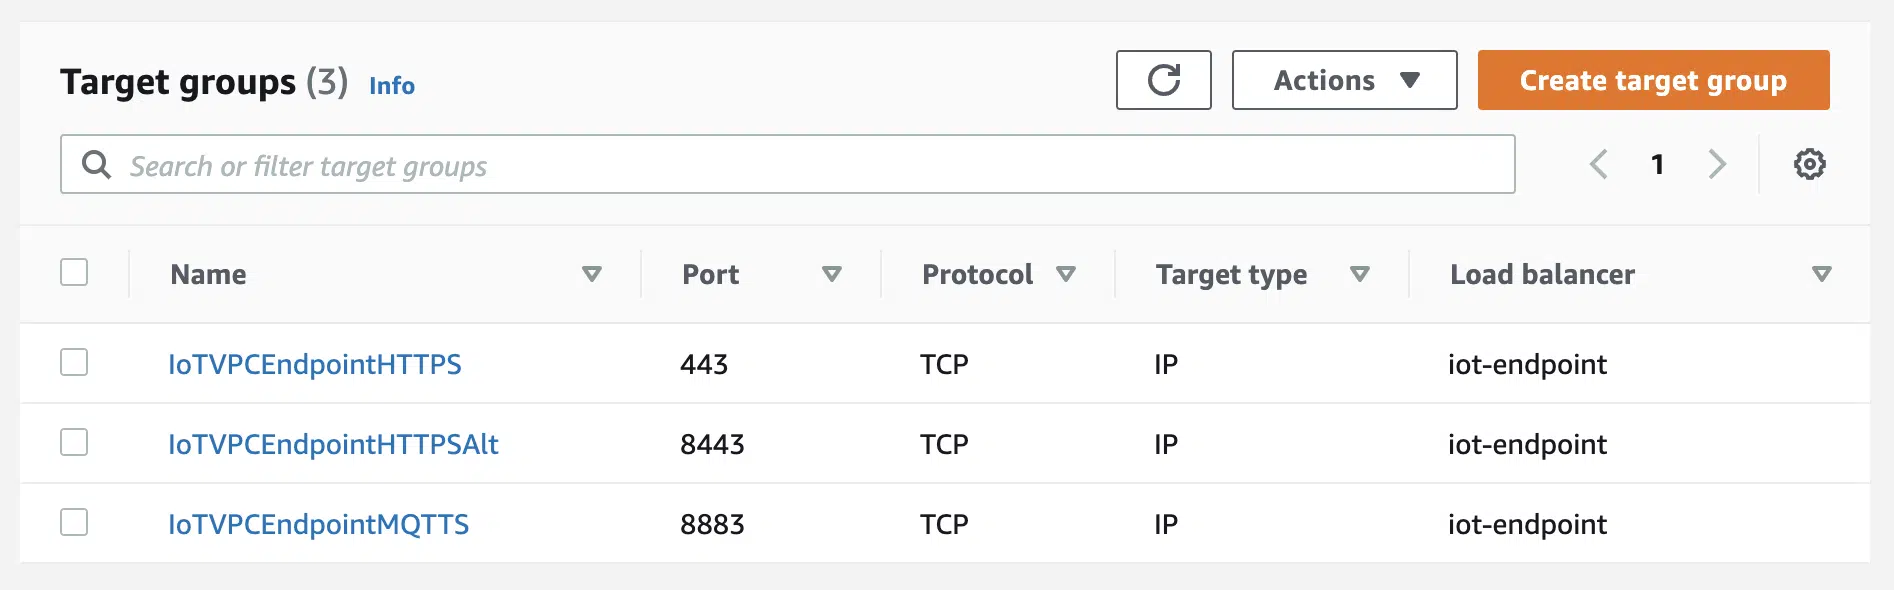 Target groups (3) Info
Actions
Create target group
Search or filter target groups
1
Name Port Protocol Target type Load balancer
IoTVPCEndpointHTTPS 443 TCP IP iot-endpoint
IoTVPCEndpointHTTPSAlt 8443 TCP IP iot-endpoint
IoTVPCEndpointMQTTS 8883 TCP IP iot-endpoint